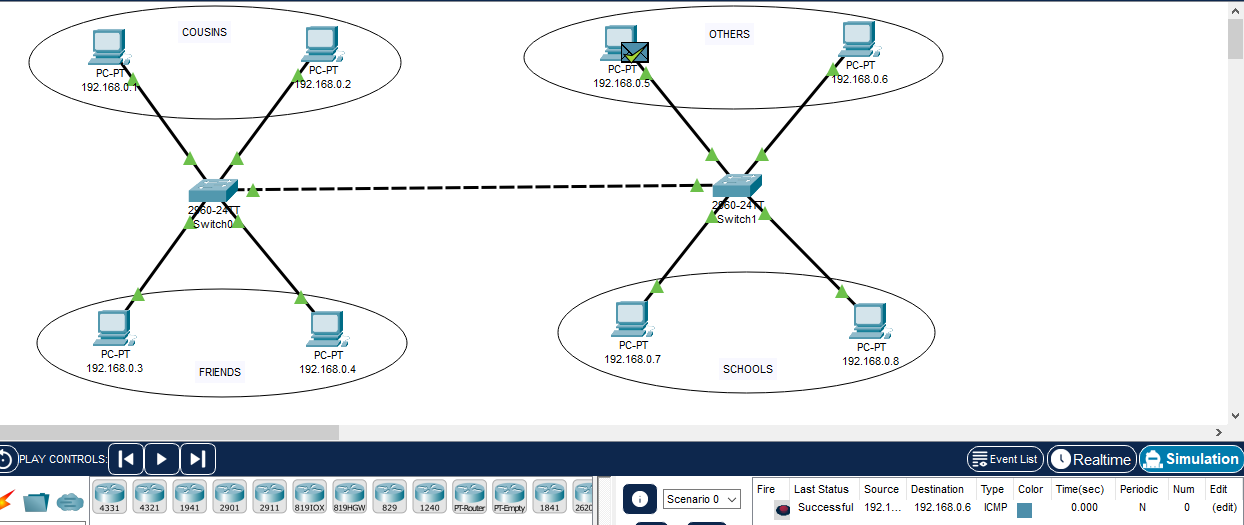 COUSINS
PC-PT
192.168.0.1
PC-PT
192.168.0.2
OTHERS
PC-PT
192.168.0.5
PC-PT
192.168.0.6
2960-24TT
Switch0
2960-24TT
Switch1
PC-PT
192.168.0.3
FRIENDS
PC-PT
192.168.0.4
PC-PT
192.168.0.7
SCHOOLS
PC-PT
192.168.0.8
PLAY CONTROLS:
Event List
Realtime
Simulation
4331
4321
1941
2901
2911
819IOX
819HGW
829
1240
PT-Router
PT-Empty
1841
2620
Scenario 0
Fire Last Status Source Destination Type Color Time(sec) Periodic Num Edit
Successful 192.1... 192.168.0.6 ICMP 0.000 N 0 (edit)